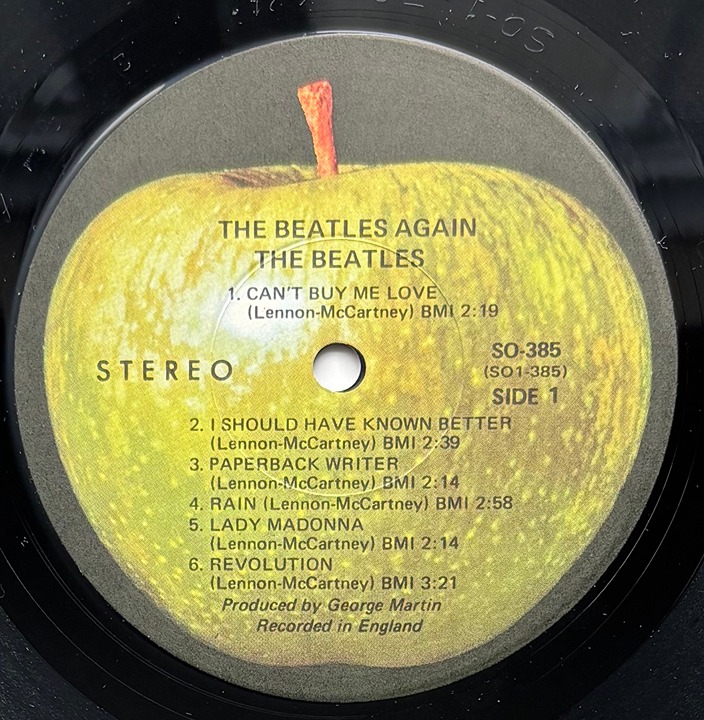 SO-
THE BEATLES AGAIN
THE BEATLES
1. CAN'T BUY ME LOVE
(Lennon-McCartney) BMI 2:19
STEREO
SO-385
(SO1-385)
SIDE 1
2. I SHOULD HAVE KNOWN BETTER
(Lennon-McCartney) BMI 2:39
3. PAPERBACK WRITER
(Lennon-McCartney) BMI 2:14
4. RAIN (Lennon-McCartney) BMI 2:58
5. LADY MADONNA
(Lennon-McCartney) BMI 2:14
6. REVOLUTION
(Lennon-McCartney) BMI 3:21
Produced by George Martin
Recorded in England